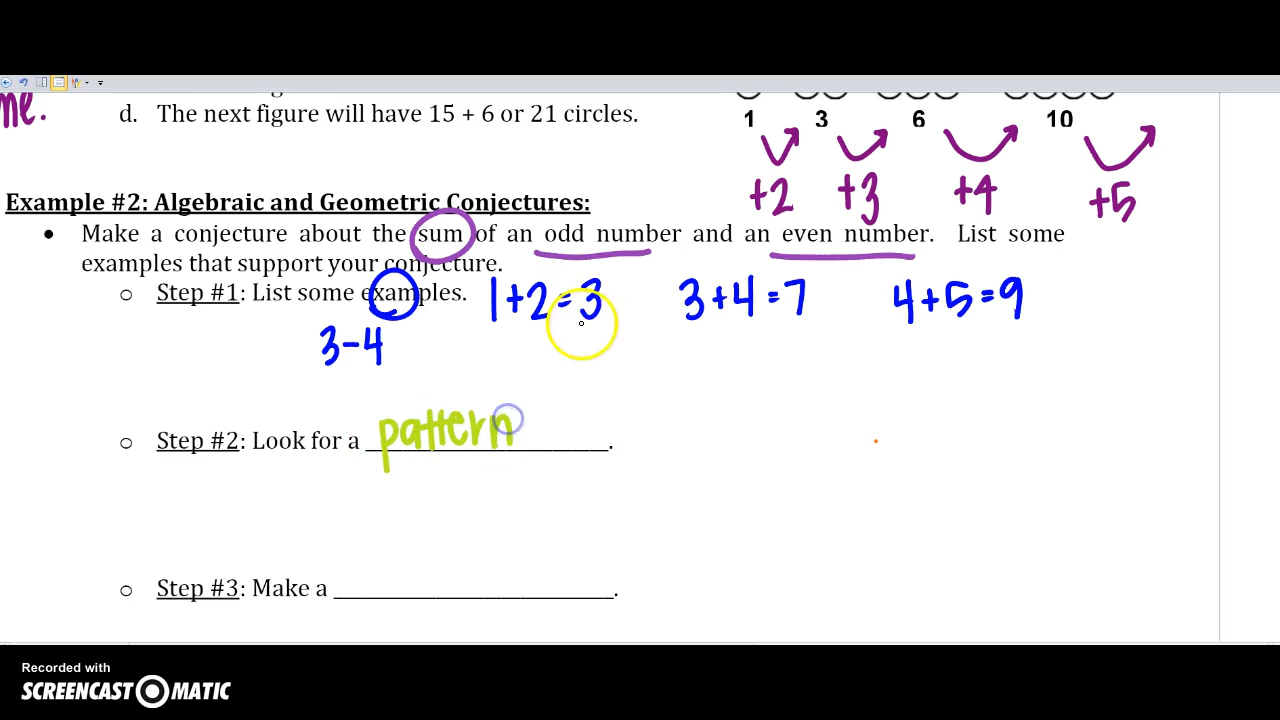 me.
d. The next figure will have 15 + 6 or 21 circles.
1 3 6 10
+2 +3 +4 +5
Example #2: Algebraic and Geometric Conjectures:
• Make a conjecture about the sum of an odd number and an even number. List some
examples that support your conjecture.
o Step #1: List some examples. 1+2=3 3+4=7 4+5=9
3-4
o Step #2: Look for a pattern.
o Step #3: Make a ____________________.
Recorded with
SCREENCAST-O-MATIC